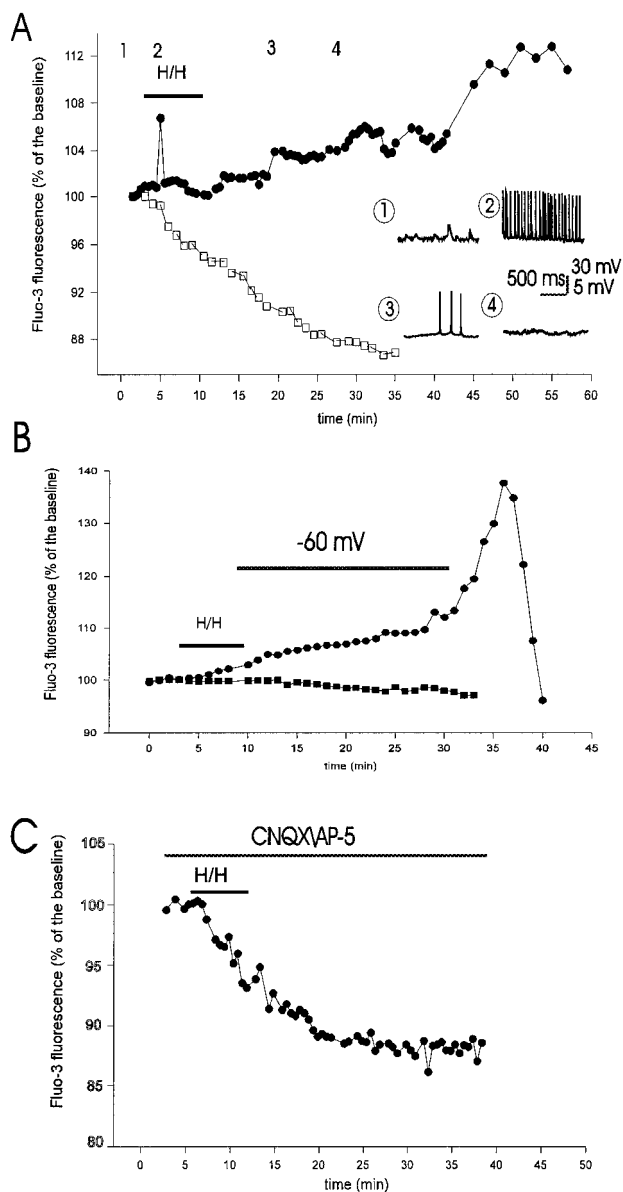 A
1 2 3 4
H/H
Fluo-3 fluorescence (% of the baseline)
112
108
104
100
96
92
88
1 2
500 ms 30 mV
5 mV
3 4
0 5 10 15 20 25 30 35 40 45 50 55 60
time (min)
B
Fluo-3 fluorescence (% of the baseline)
140
130
120
110
100
90
-60 mV
H/H
0 5 10 15 20 25 30 35 40 45
time (min)
C
CNQX\AP-5
H/H
Fluo-3 fluorescence (% of the baseline)
105
100
95
90
85
80
0 5 10 15 20 25 30 35 40 45 50
time (min)